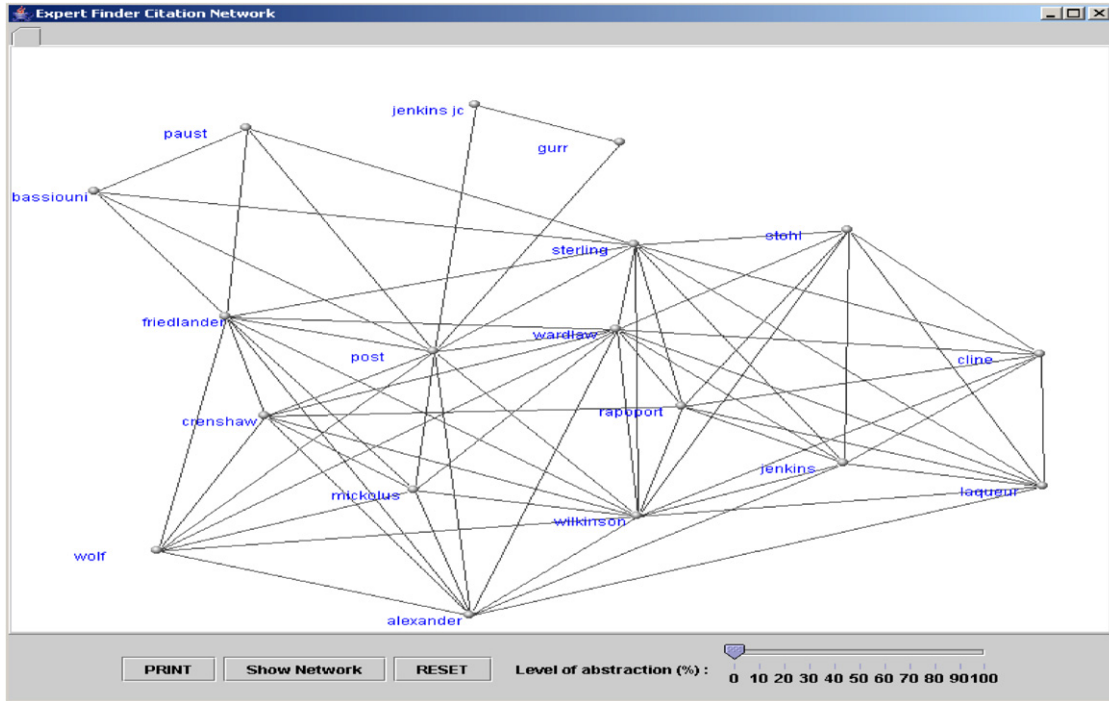 Expert Finder Citation Network
jenkins jc
paust
gurr
bassiouni
stohl
sterling
friedlander
wardlaw
post
cline
rapoport
crenshaw
jenkins
mickolus
laqueur
wilkinson
wolf
alexander
PRINT Show Network RESET Level of abstraction (%) :
0 10 20 30 40 50 60 70 80 90 100